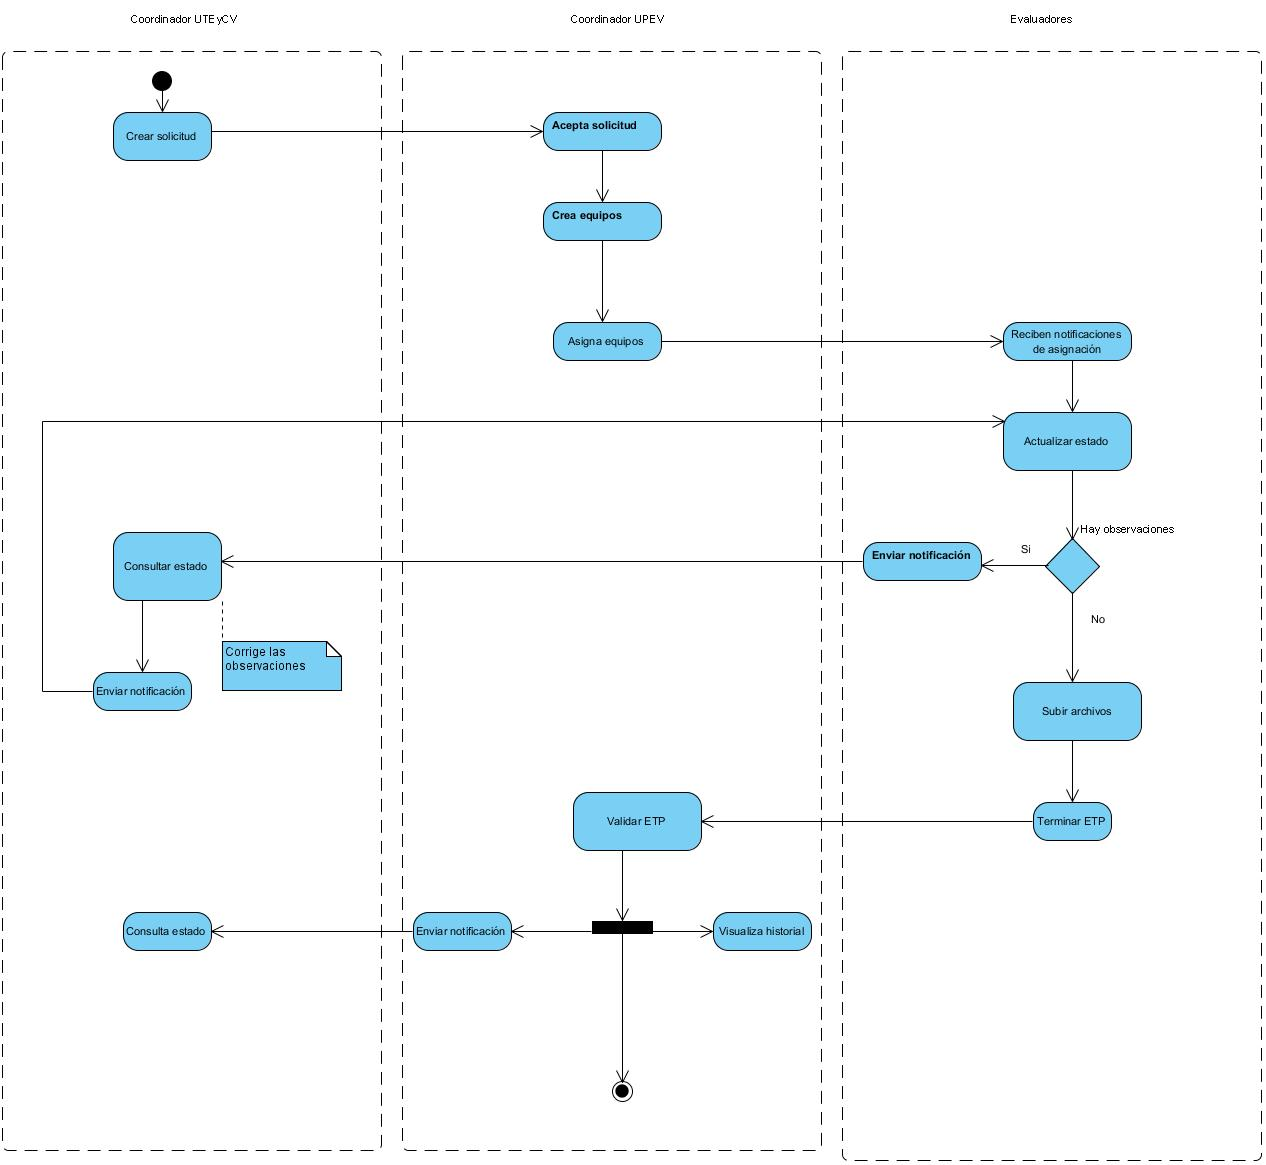 Coordinador UTEyCV
Coordinador UPEV
Evaluadores
Crear solicitud
Acepta solicitud
Crea equipos
Asigna equipos
Reciben notificaciones
de asignación
Actualizar estado
Hay observaciones
Si
Enviar notificación
Consultar estado
No
Corrige las
observaciones
Enviar notificación
Subir archivos
Validar ETP
Terminar ETP
Consulta estado
Enviar notificación
Visualiza historial